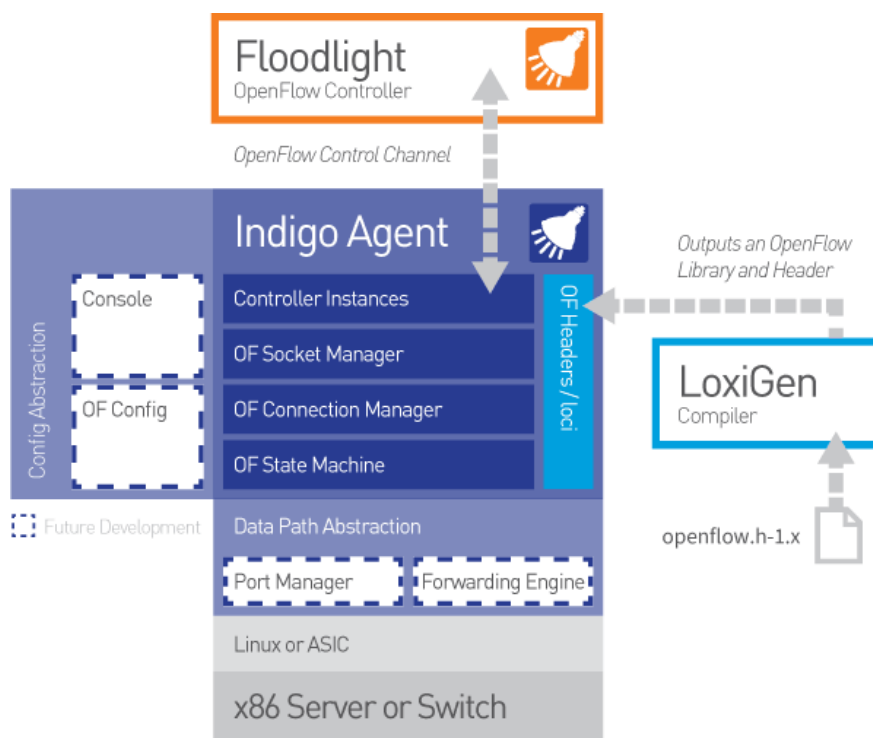 Floodlight
OpenFlow Controller
OpenFlow Control Channel
Indigo Agent
Config Abstraction
Console
OF Config
Controller Instances
OF Socket Manager
OF Connection Manager
OF State Machine
OF Headers / loci
Outputs an OpenFlow
Library and Header
LoxiGen
Compiler
openflow.h-1.x
Future Development
Data Path Abstraction
Port Manager
Forwarding Engine
Linux or ASIC
x86 Server or Switch